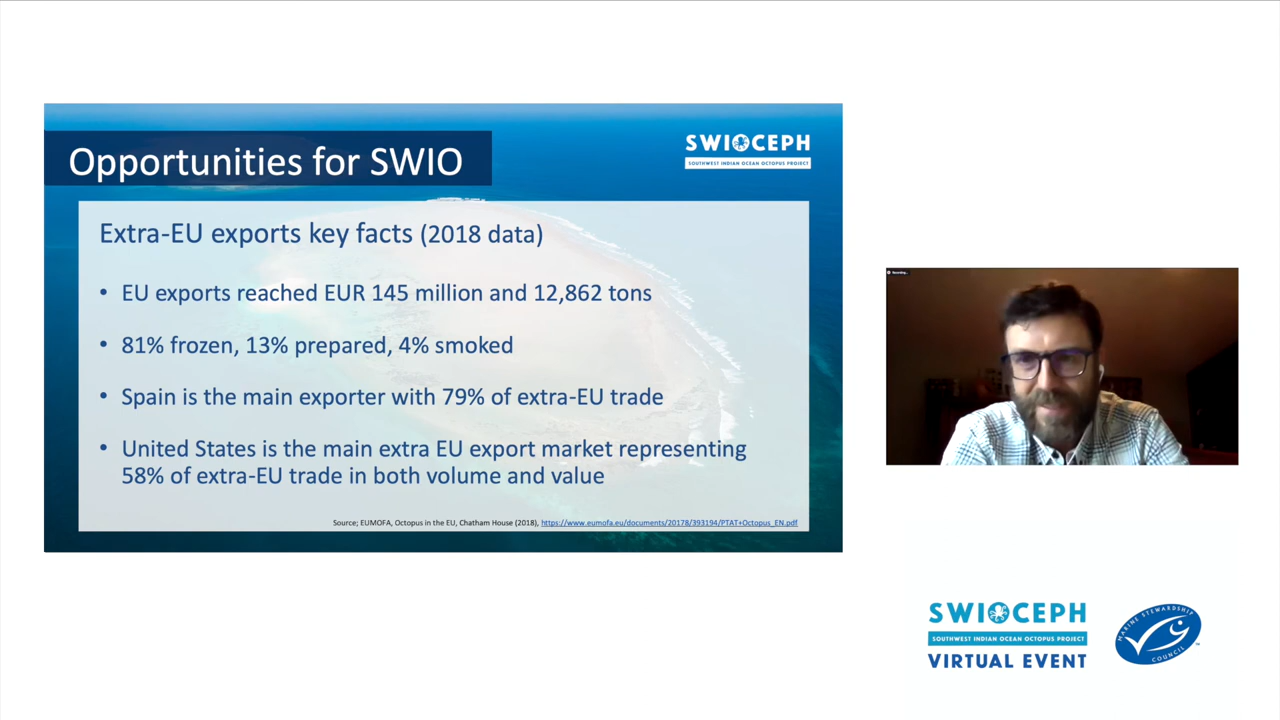 Opportunities for SWIO
SWIOCEPH
SOUTHWEST INDIAN OCEAN OCTOPUS PROJECT
Extra-EU exports key facts (2018 data)
• EU exports reached EUR 145 million and 12,862 tons
• 81% frozen, 13% prepared, 4% smoked
• Spain is the main exporter with 79% of extra-EU trade
• United States is the main extra EU export market representing
58% of extra-EU trade in both volume and value
Source; EUMOFA, Octopus in the EU, Chatham House (2018), https://www.eumofa.eu/documents/20178/393194/PTAT+Octopus_EN.pdf
Recording...
SWIOCEPH
SOUTHWEST INDIAN OCEAN OCTOPUS PROJECT
VIRTUAL EVENT
MARINE STEWARDSHIP
COUNCIL
™